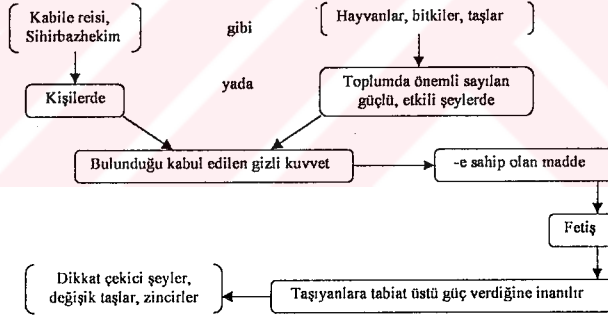 Kabile reisi,
Sihirbazhekim
gibi
Hayvanlar, bitkiler, taşlar
Kişilerde
yada
Toplumda önemli sayılan
güçlü, etkili şeylerde
Bulunduğu kabul edilen gizli kuvvet
-e sahip olan madde
Fetiş
Dikkat çekici şeyler,
değişik taşlar, zincirler
Taşıyanlara tabiat üstü güç verdiğine inanılır